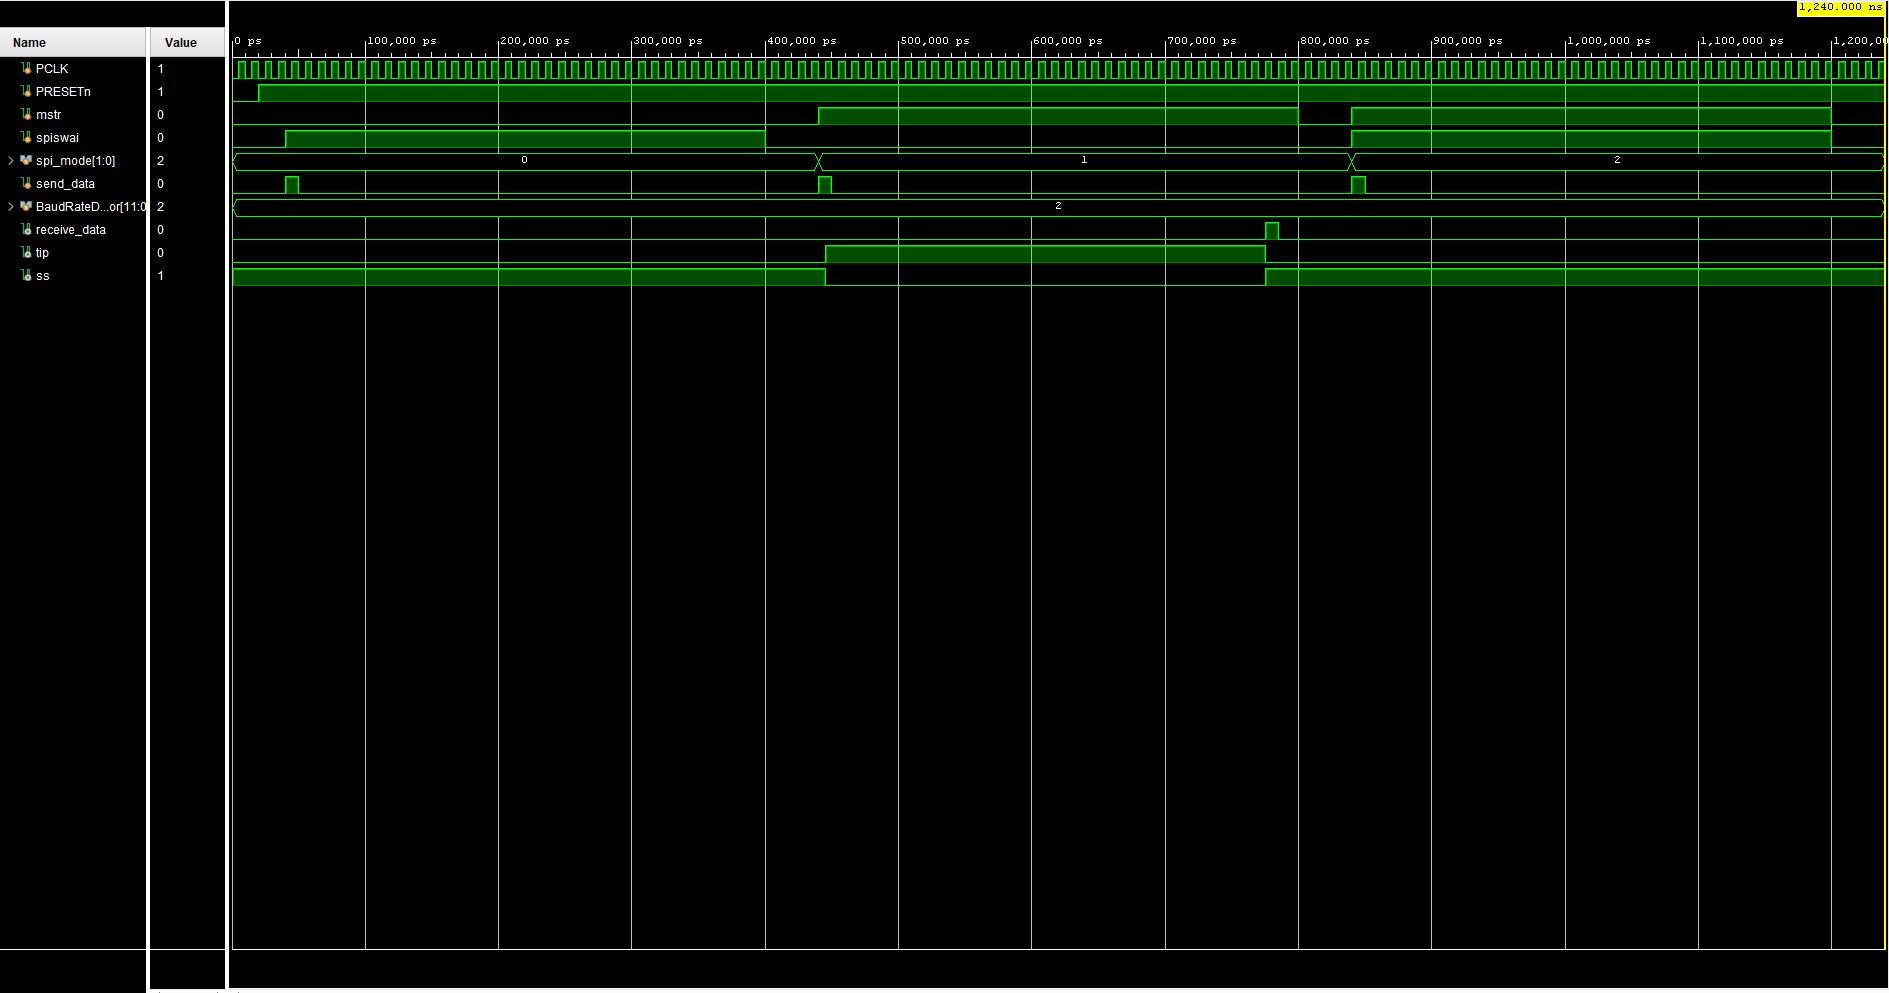 1,240.000 ns
Name Value 0 ps 100,000 ps 200,000 ps 300,000 ps 400,000 ps 500,000 ps 600,000 ps 700,000 ps 800,000 ps 900,000 ps 1,000,000 ps 1,100,000 ps 1,200,0
PCLK 1
PRESETn 1
mstr 0
spiswai 0
spi_mode[1:0] 2 0 1 2
send_data 0
BaudRateD...or[11:0 2 2
receive_data 0
tip 0
ss 1